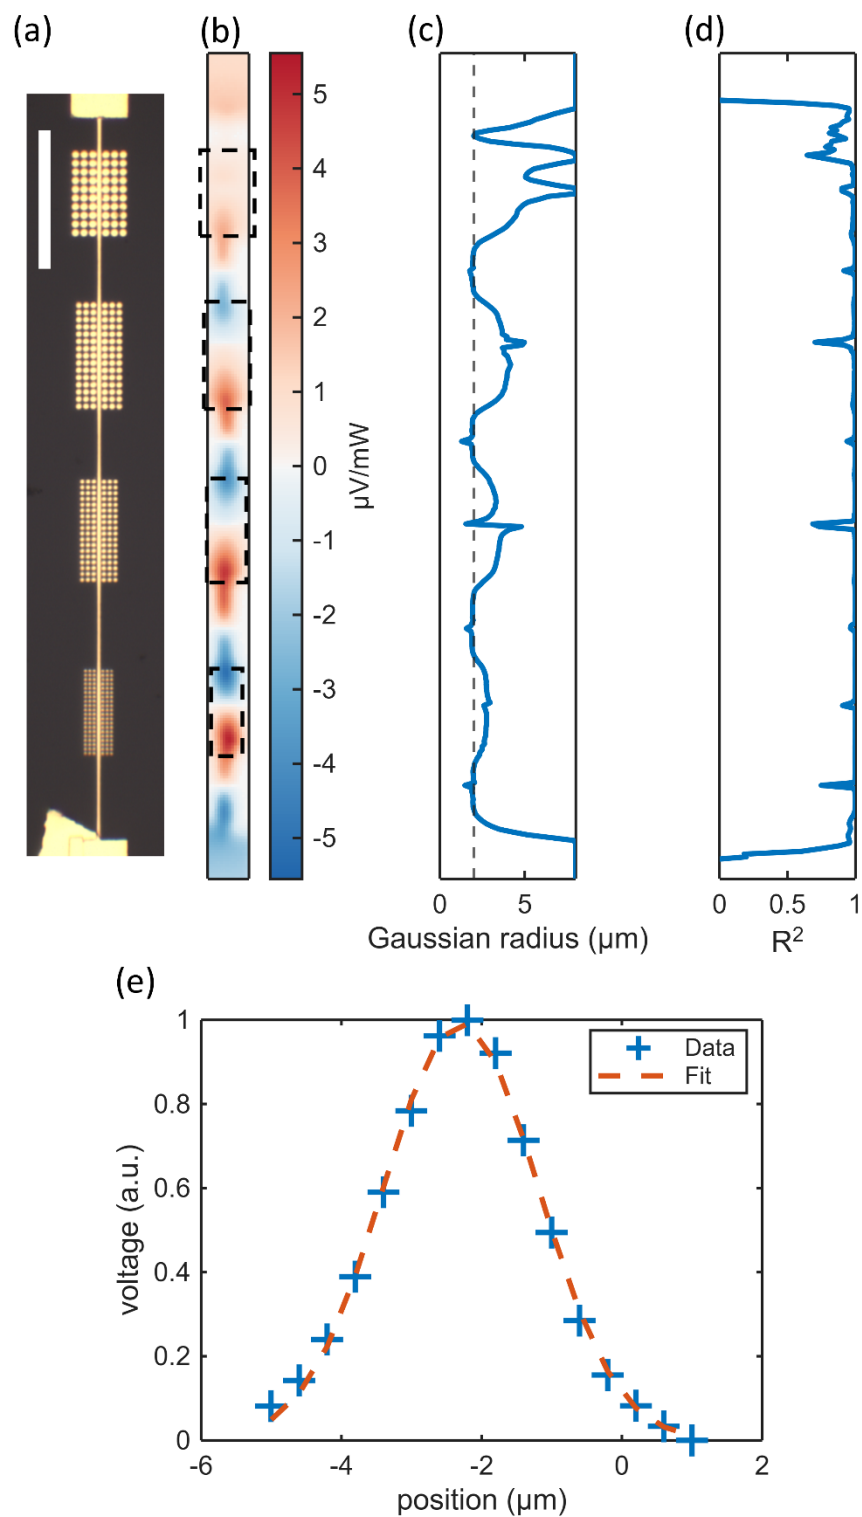 (a) (b) (c) (d)
5
4
3
2
1
0
-1
-2
-3
-4
-5
µV/mW
0 5 0 0.5 1
Gaussian radius (µm) R²
(e)
1
0.8
0.6
0.4
0.2
0
voltage (a.u.)
Data
Fit
-6 -4 -2 0 2
position (µm)